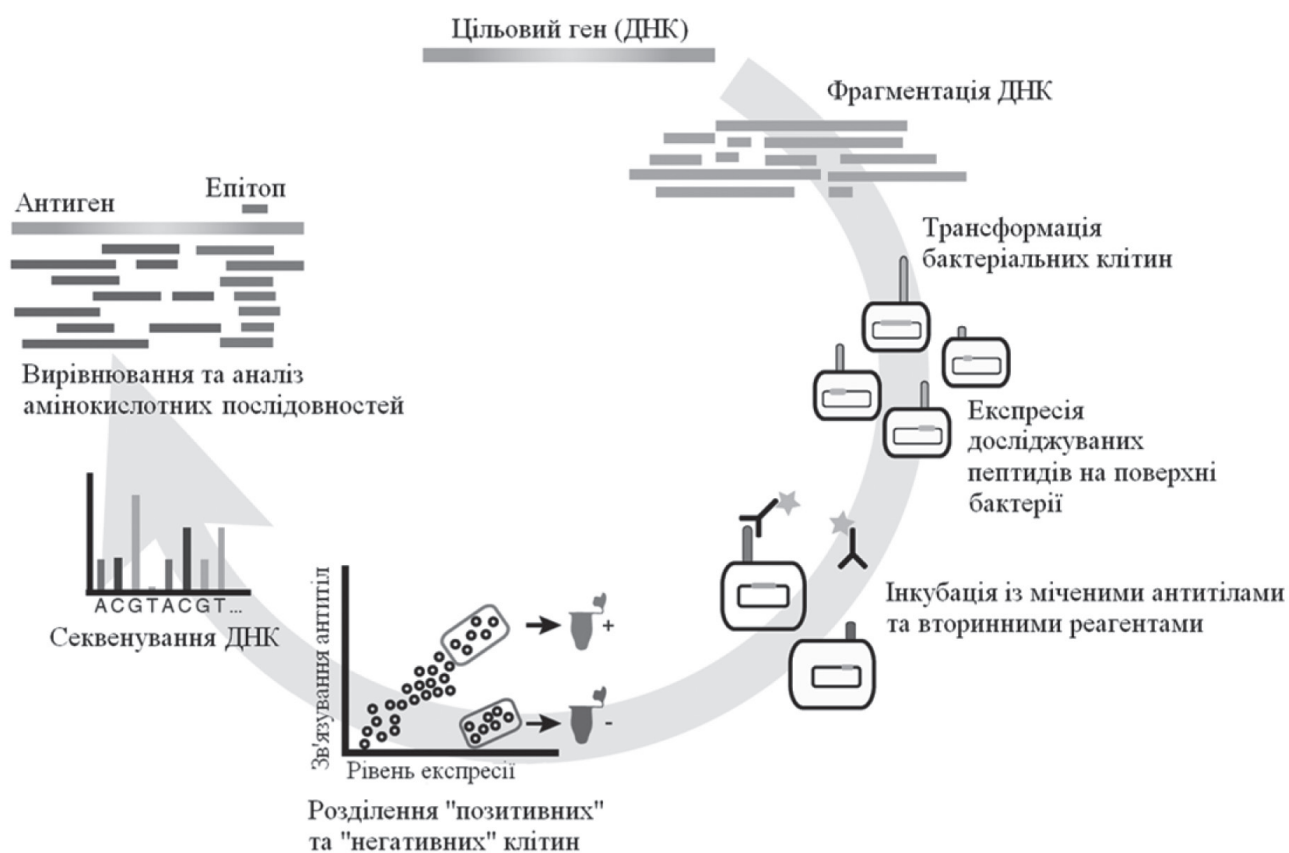 Цільовий ген (ДНК)
Фрагментація ДНК
Трансформація
бактеріальних клітин
Експресія
досліджуваних
пептидів на поверхні
бактерії
Інкубація із міченими антитілами
та вторинними реагентами
Зв'язування антитіл
+
-
Рівень експресії
Розділення "позитивних"
та "негативних" клітин
ACGTACGT...
Секвенування ДНК
Епітоп
Антиген
Вирівнювання та аналіз
амінокислотних послідовностей